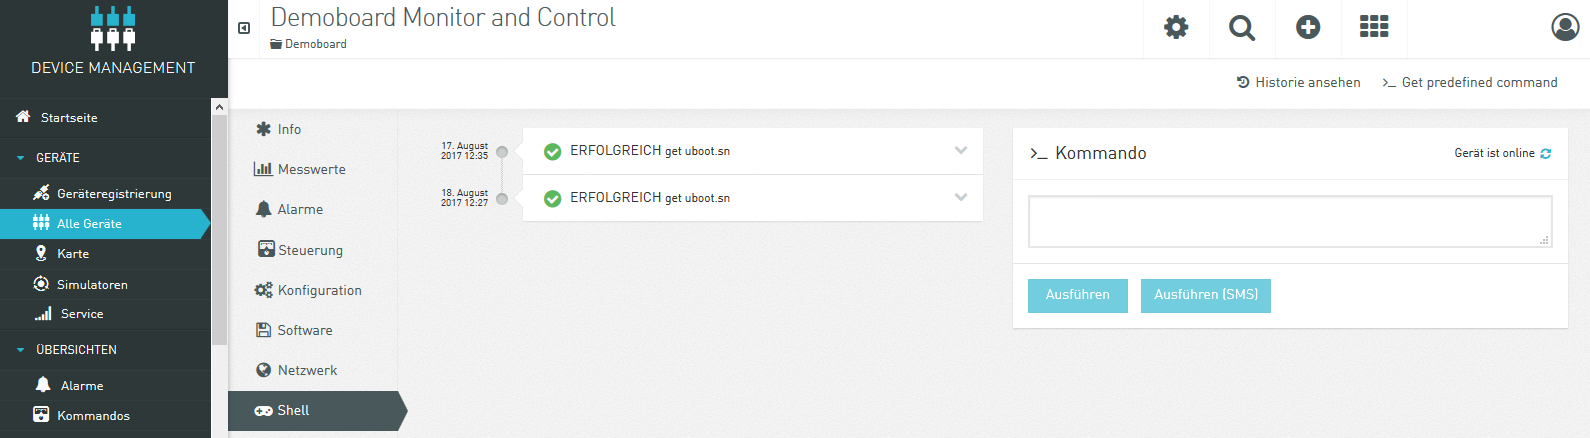 DEVICE MANAGEMENT
Startseite
GERÄTE
Geräteregistrierung
Alle Geräte
Karte
Simulatoren
Service
ÜBERSICHTEN
Alarme
Kommandos
Demoboard Monitor and Control
Demoboard
Historie ansehen
>_ Get predefined command
Info
Messwerte
Alarme
Steuerung
Konfiguration
Software
Netzwerk
Shell
17. August
2017 12:35
ERFOLGREICH get uboot.sn
18. August
2017 12:27
ERFOLGREICH get uboot.sn
>_ Kommando
Gerät ist online
Ausführen
Ausführen (SMS)